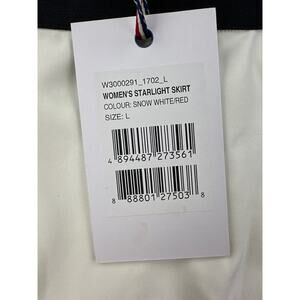 W3000291_1702_L
WOMEN'S STARLIGHT SKIRT
COLOUR: SNOW WHITE/RED
SIZE: L
4 894487 273561
8 88801 27503 8